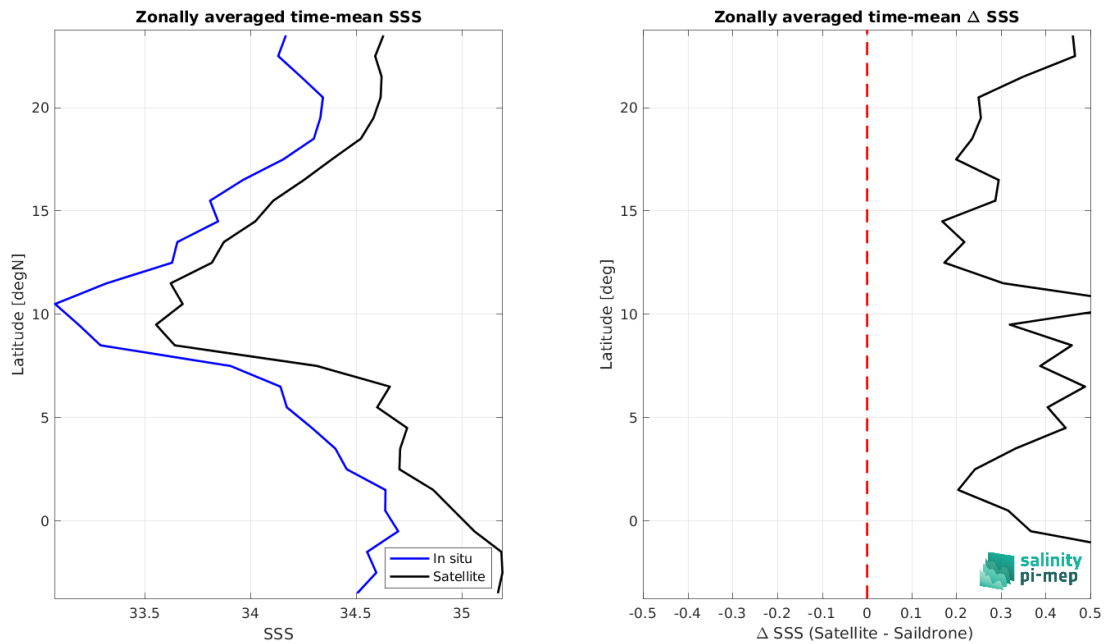 Zonally averaged time-mean SSS
Latitude [degN]
20
15
10
5
0
33.5
34
34.5
35
SSS
In situ
Satellite
Zonally averaged time-mean Δ SSS
Latitude [deg]
20
15
10
5
0
-0.5
-0.4
-0.3
-0.2
-0.1
0
0.1
0.2
0.3
0.4
0.5
Δ SSS (Satellite - Saildrone)
salinity
pi-mep